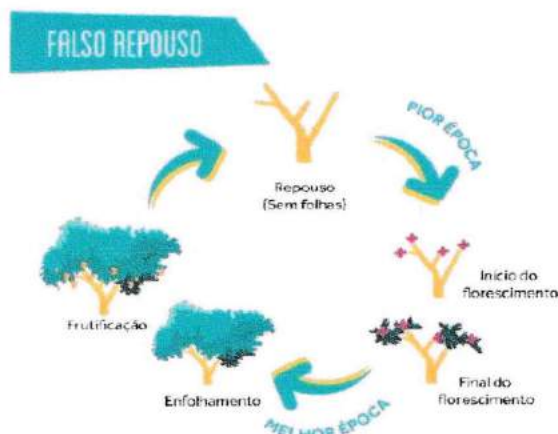 FALSO REPOUSO
Repouso
(Sem folhas)
PIOR ÉPOCA
Início do
florescimento
Final do
florescimento
MELHOR ÉPOCA
Enfolhamento
Frutificação